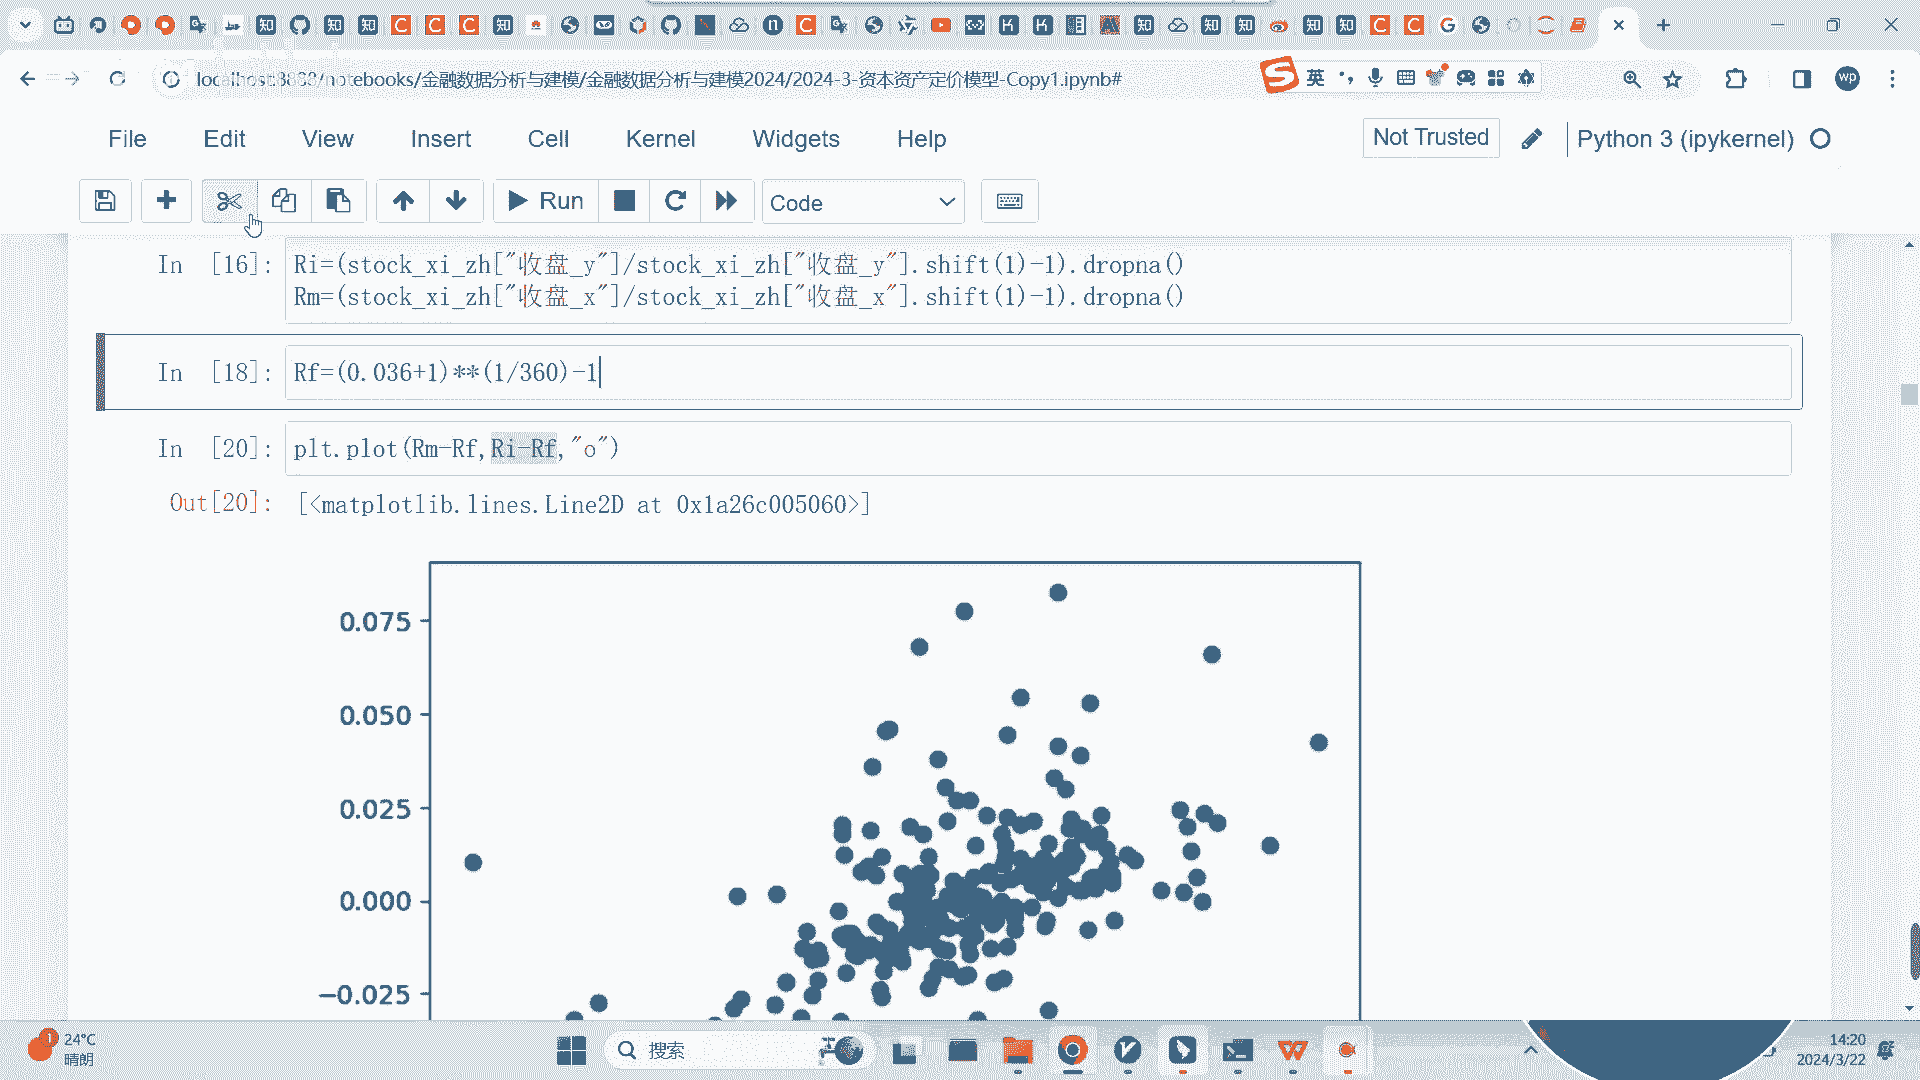 localhost:8888/notebooks/金融数据分析与建模/金融数据分析与建模2024/2024-3-资本资产定价模型-Copy1.ipynb#
英
wp
File Edit View Insert Cell Kernel Widgets Help
Not Trusted
Python 3 (ipykernel)
Run
Code
In [16]: Ri=(stock_xi_zh["收盘_y"]/stock_xi_zh["收盘_y"].shift(1)-1).dropna()
Rm=(stock_xi_zh["收盘_x"]/stock_xi_zh["收盘_x"].shift(1)-1).dropna()
In [18]: Rf=(0.036+1)**(1/360)-1
In [20]: plt.plot(Rm-Rf,Ri-Rf,"o")
Out[20]: [<matplotlib.lines.Line2D at 0x1a26c005060>]
0.075
0.050
0.025
0.000
−0.025
1
24°C
晴朗
搜索
14:20
2024/3/22